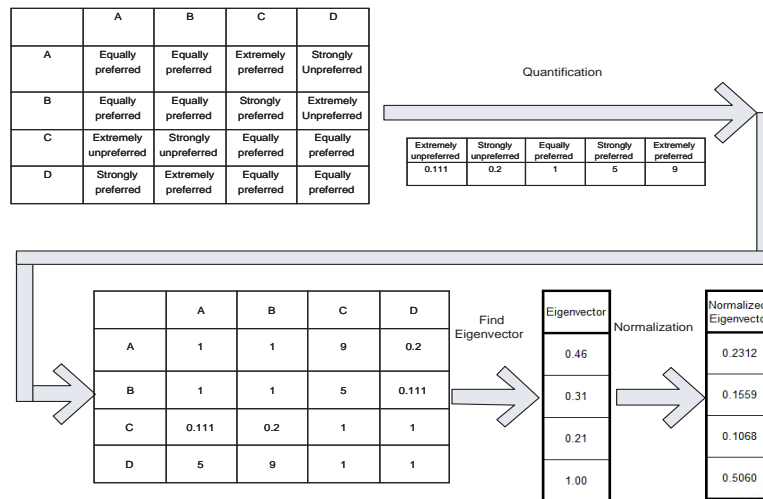 A B C D
A Equally preferred Equally preferred Extremely preferred Strongly Unpreferred
B Equally preferred Equally preferred Strongly preferred Extremely Unpreferred
C Extremely unpreferred Strongly unpreferred Equally preferred Equally preferred
D Strongly preferred Extremely preferred Equally preferred Equally preferred
Quantification
Extremely unpreferred Strongly unpreferred Equally preferred Strongly preferred Extremely preferred
0.111 0.2 1 5 9
A B C D
A 1 1 9 0.2
B 1 1 5 0.111
C 0.111 0.2 1 1
D 5 9 1 1
Find
Eigenvector
Eigenvector
0.46
0.31
0.21
1.00
Normalization
Normalized
Eigenvecto
0.2312
0.1559
0.1068
0.5060